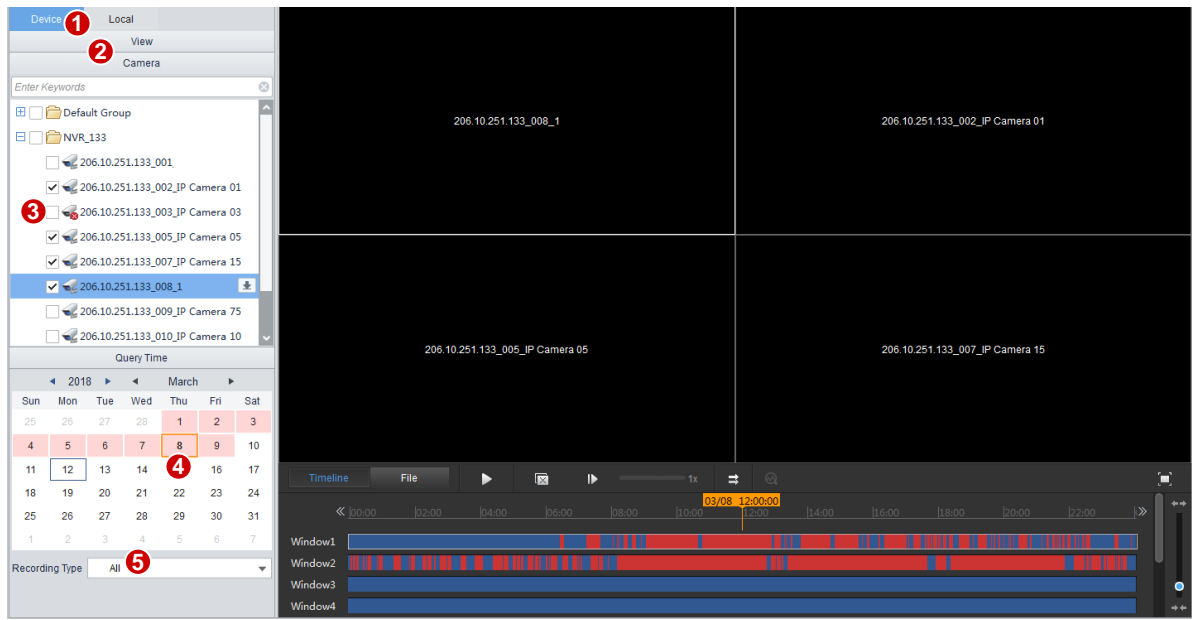 Device 1 Local
View
2
Camera
Enter Keywords
Default Group
NVR_133
206.10.251.133_001
206.10.251.133_002_IP Camera 01
3 206.10.251.133_003_IP Camera 03
206.10.251.133_005_IP Camera 05
206.10.251.133_007_IP Camera 15
206.10.251.133_008_1
206.10.251.133_009_IP Camera 75
206.10.251.133_010_IP Camera 10
Query Time
2018 March
Sun Mon Tue Wed Thu Fri Sat
25 26 27 28 1 2 3
4 5 6 7 8 9 10
11 12 13 14 4 16 17
18 19 20 21 22 23 24
25 26 27 28 29 30 31
1 2 3 4 5 6 7
Recording Type All 5
206.10.251.133_008_1
206.10.251.133_002_IP Camera 01
206.10.251.133_005_IP Camera 05
206.10.251.133_007_IP Camera 15
Timeline File 1x
03/08 12:00:00
00:00 02:00 04:00 06:00 08:00 10:00 12:00 14:00 16:00 18:00 20:00 22:00
Window1
Window2
Window3
Window4